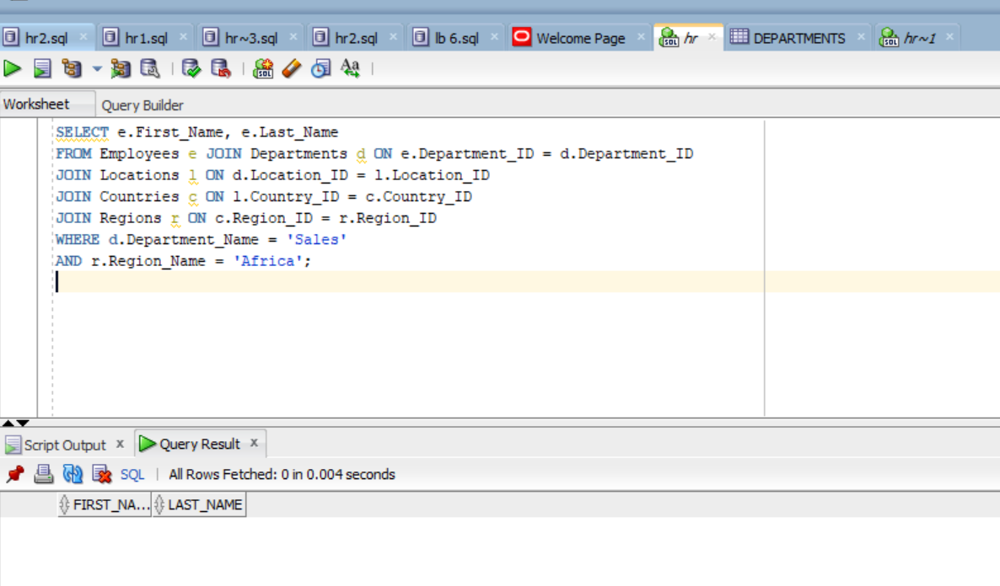 hr2.sql × hr1.sql × hr~3.sql × hr2.sql × lb 6.sql × Welcome Page × hr × DEPARTMENTS × hr~1 ×
Worksheet Query Builder
SELECT e.First_Name, e.Last_Name
FROM Employees e JOIN Departments d ON e.Department_ID = d.Department_ID
JOIN Locations l ON d.Location_ID = l.Location_ID
JOIN Countries c ON l.Country_ID = c.Country_ID
JOIN Regions r ON c.Region_ID = r.Region_ID
WHERE d.Department_Name = 'Sales'
AND r.Region_Name = 'Africa';
Script Output x Query Result x
SQL | All Rows Fetched: 0 in 0.004 seconds
FIRST_NA... LAST_NAME